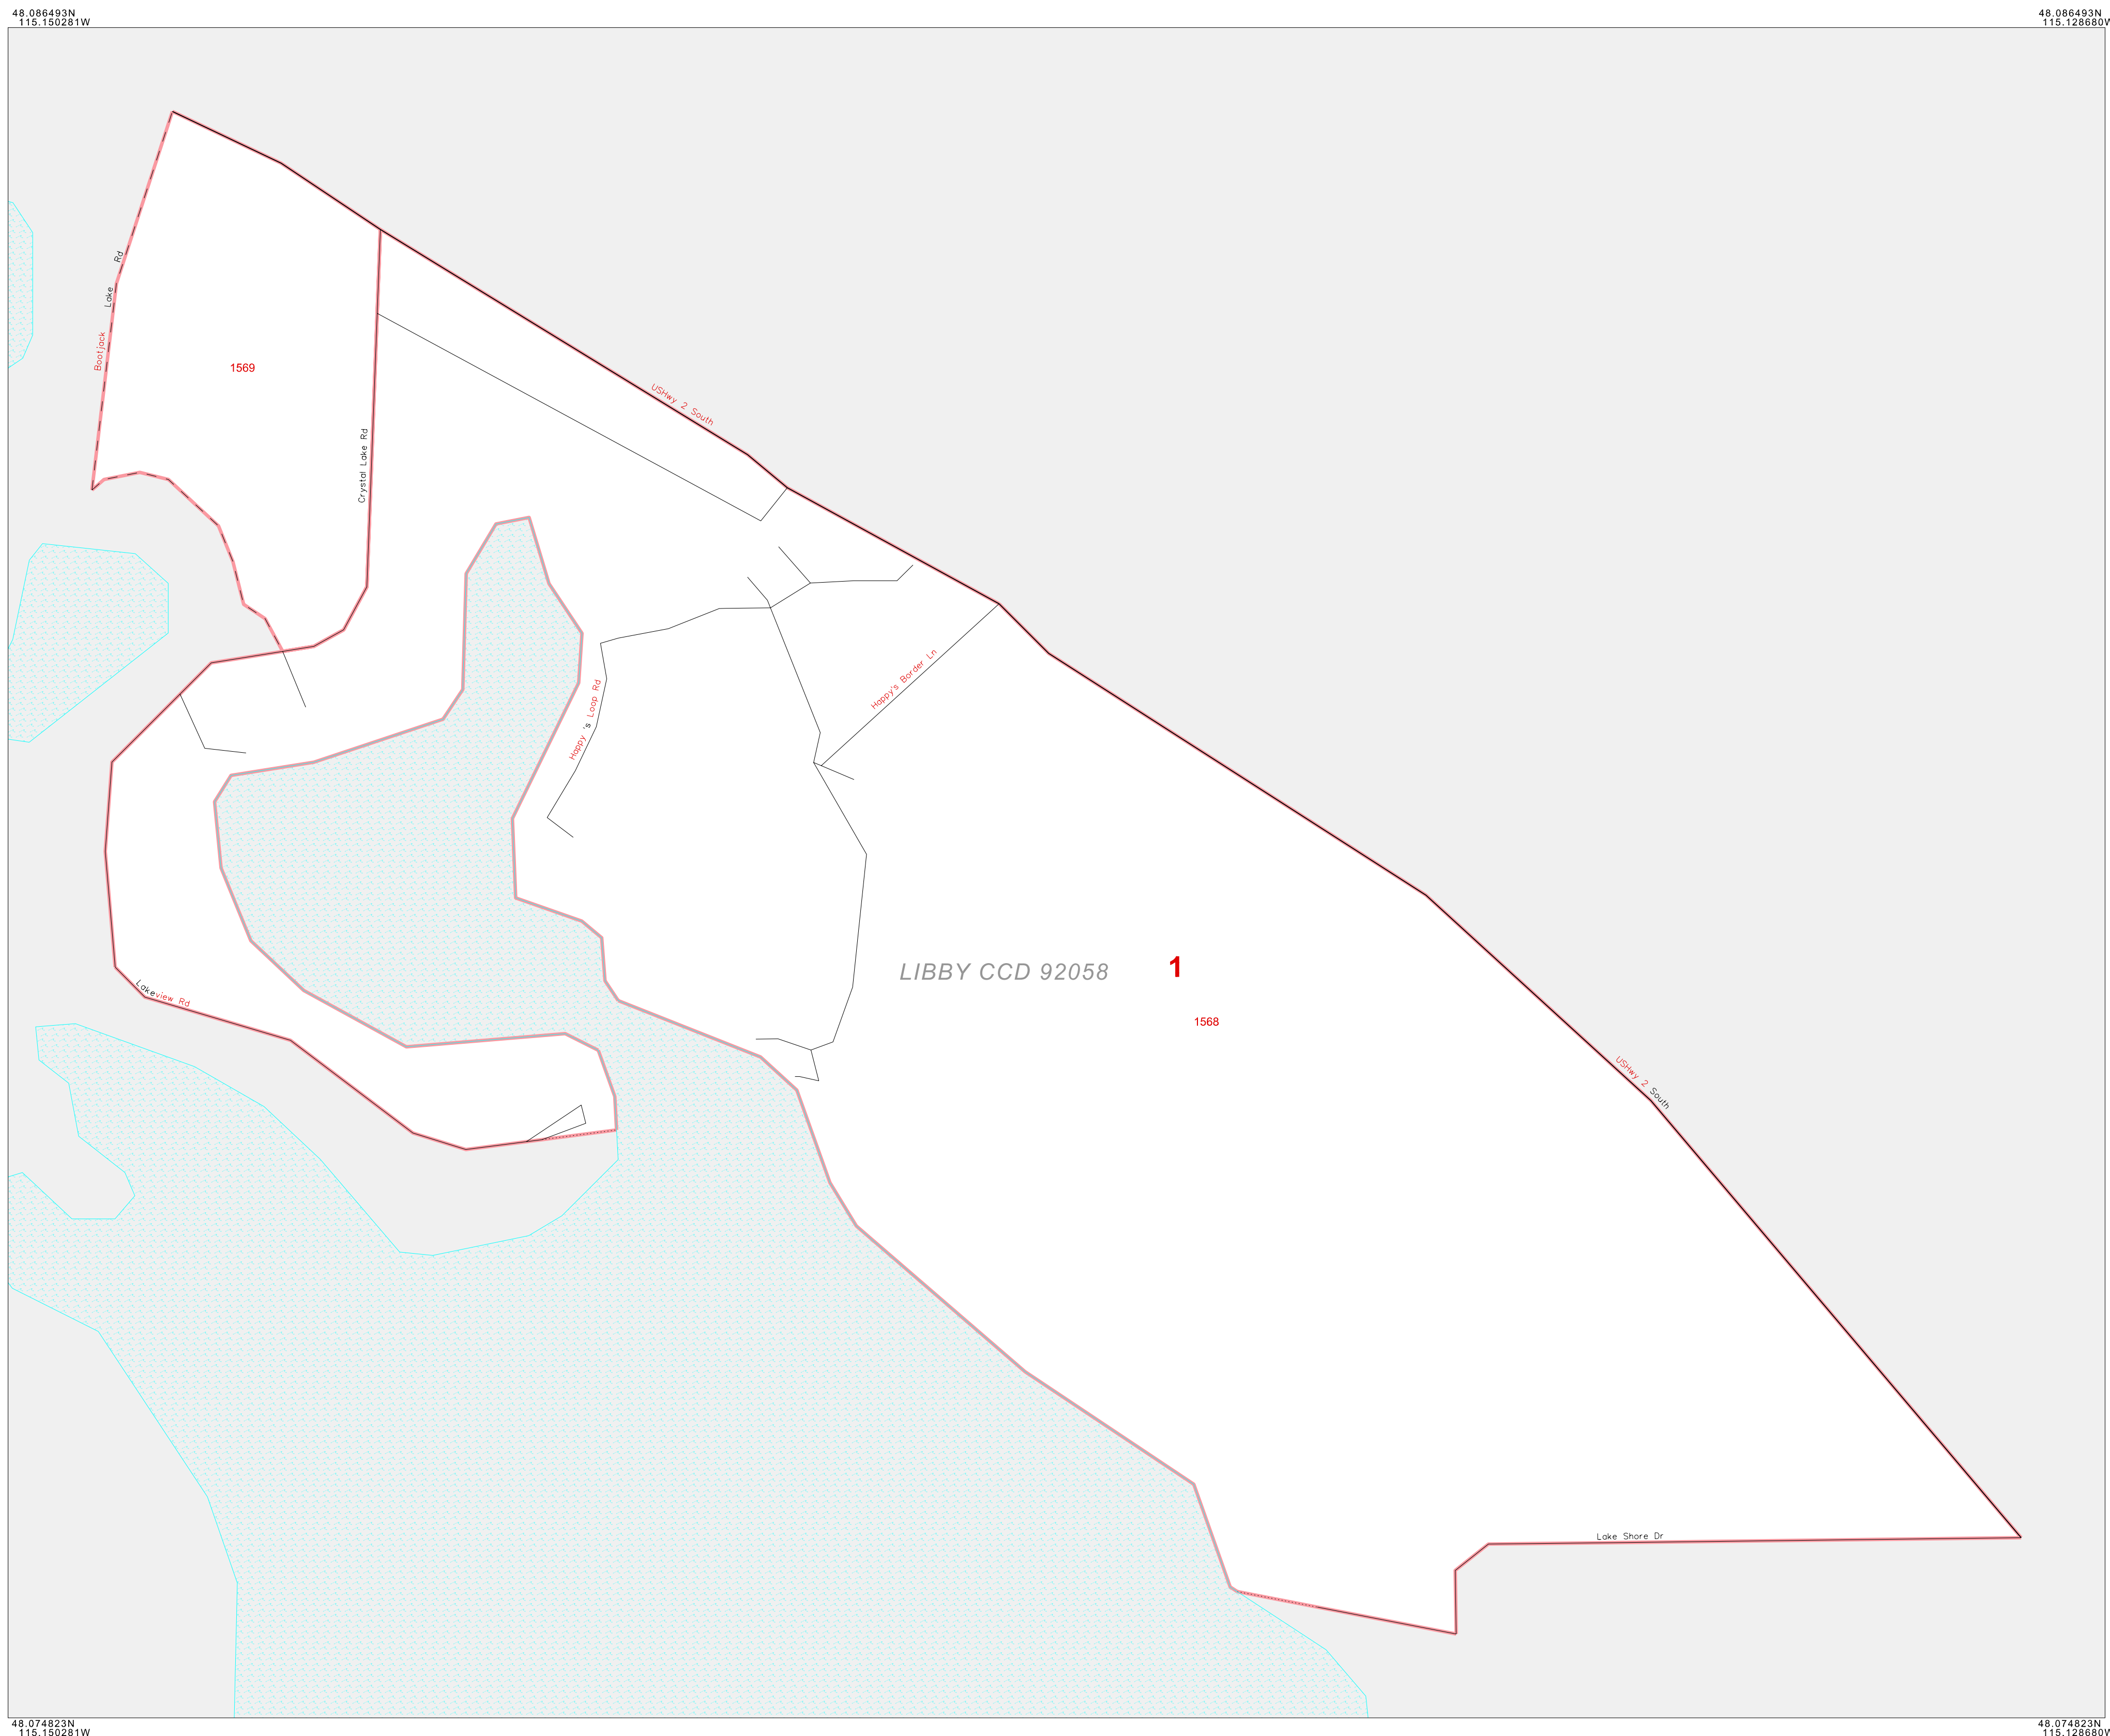 48.086493N
115.150281W
48.086493N
115.128680W
Bootjack Lake Rd
1569
USHwy 2 South
Crystal Lake Rd
Happy's Border Ln
Happy 's Loop Rd
LIBBY CCD 92058
1
Lakeview Rd
1568
USHwy 2 South
Lake Shore Dr
48.074823N
115.150281W
48.074823N
115.128680W